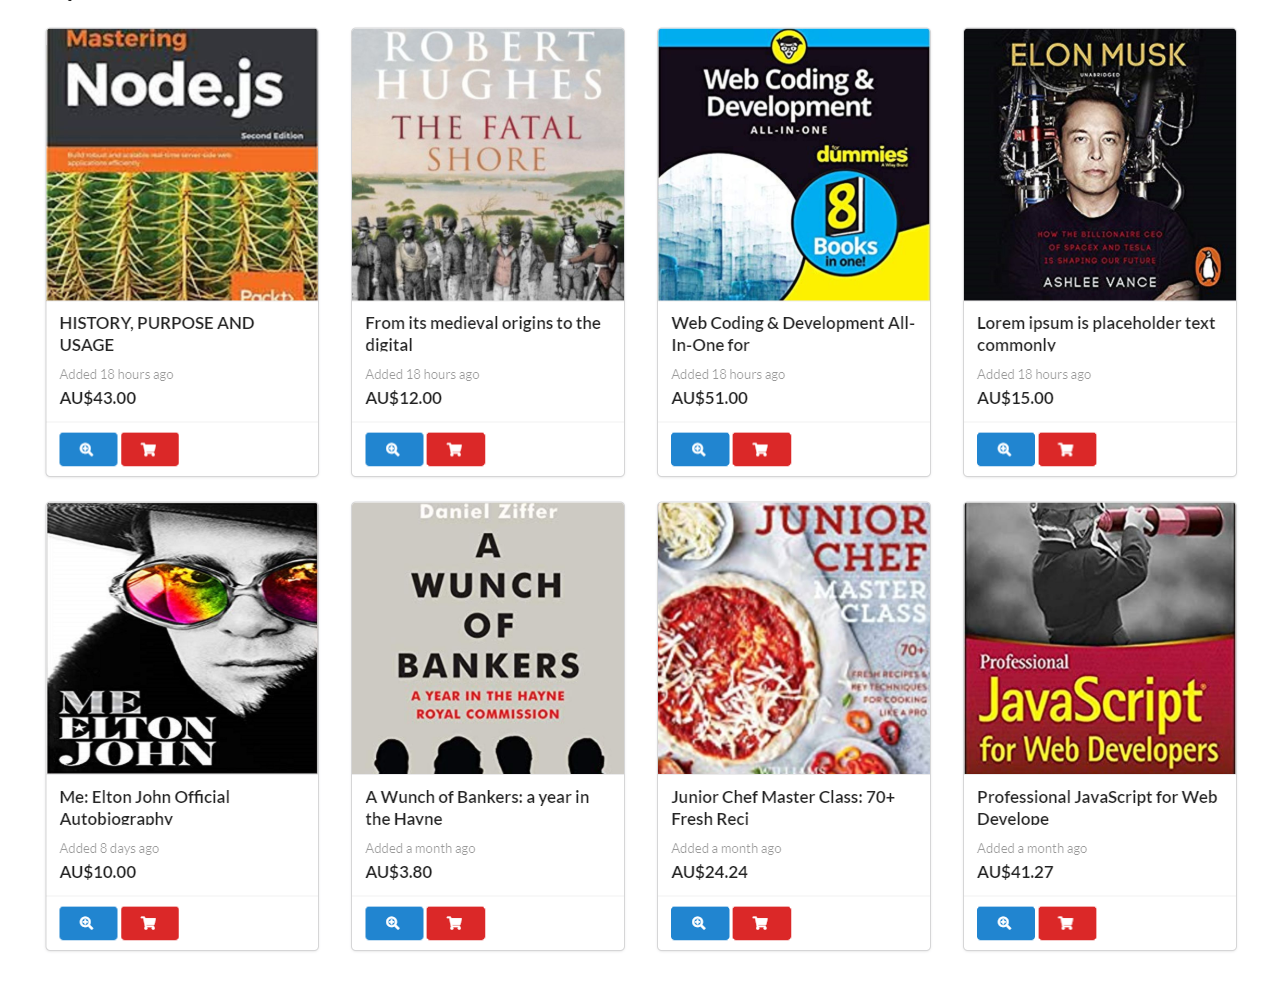 Mastering
Node.js
Second Edition
Build robust and scalable real-time server-side web
applications efficiently
Packt>
HISTORY, PURPOSE AND
USAGE
Added 18 hours ago
AU$43.00
ROBERT
HUGHES
THE FATAL
SHORE
From its medieval origins to the
digital
Added 18 hours ago
AU$12.00
Web Coding &
Development
ALL-IN-ONE
for
dummies
A Wiley Brand
8
Books
in one!
Web Coding & Development All-
In-One for
Added 18 hours ago
AU$51.00
ELON MUSK
UNABRIDGED
HOW THE BILLIONAIRE CEO
OF SPACEX AND TESLA
IS SHAPING OUR FUTURE
ASHLEE VANCE
Lorem ipsum is placeholder text
commonly
Added 18 hours ago
AU$15.00
ME
ELTON
JOHN
Me: Elton John Official
Autobiography
Added 8 days ago
AU$10.00
Daniel Ziffer
A
WUNCH
OF
BANKERS
A YEAR IN THE HAYNE
ROYAL COMMISSION
A Wunch of Bankers: a year in
the Hayne
Added a month ago
AU$3.80
JUNIOR
CHEF
MASTER
CLASS
70+
FRESH RECIPES &
KEY TECHNIQUES
FOR COOKING
LIKE A PRO
WILLIAMS
Junior Chef Master Class: 70+
Fresh Reci
Added a month ago
AU$24.24
Professional
JavaScript®
for Web Developers
Professional JavaScript for Web
Develope
Added a month ago
AU$41.27